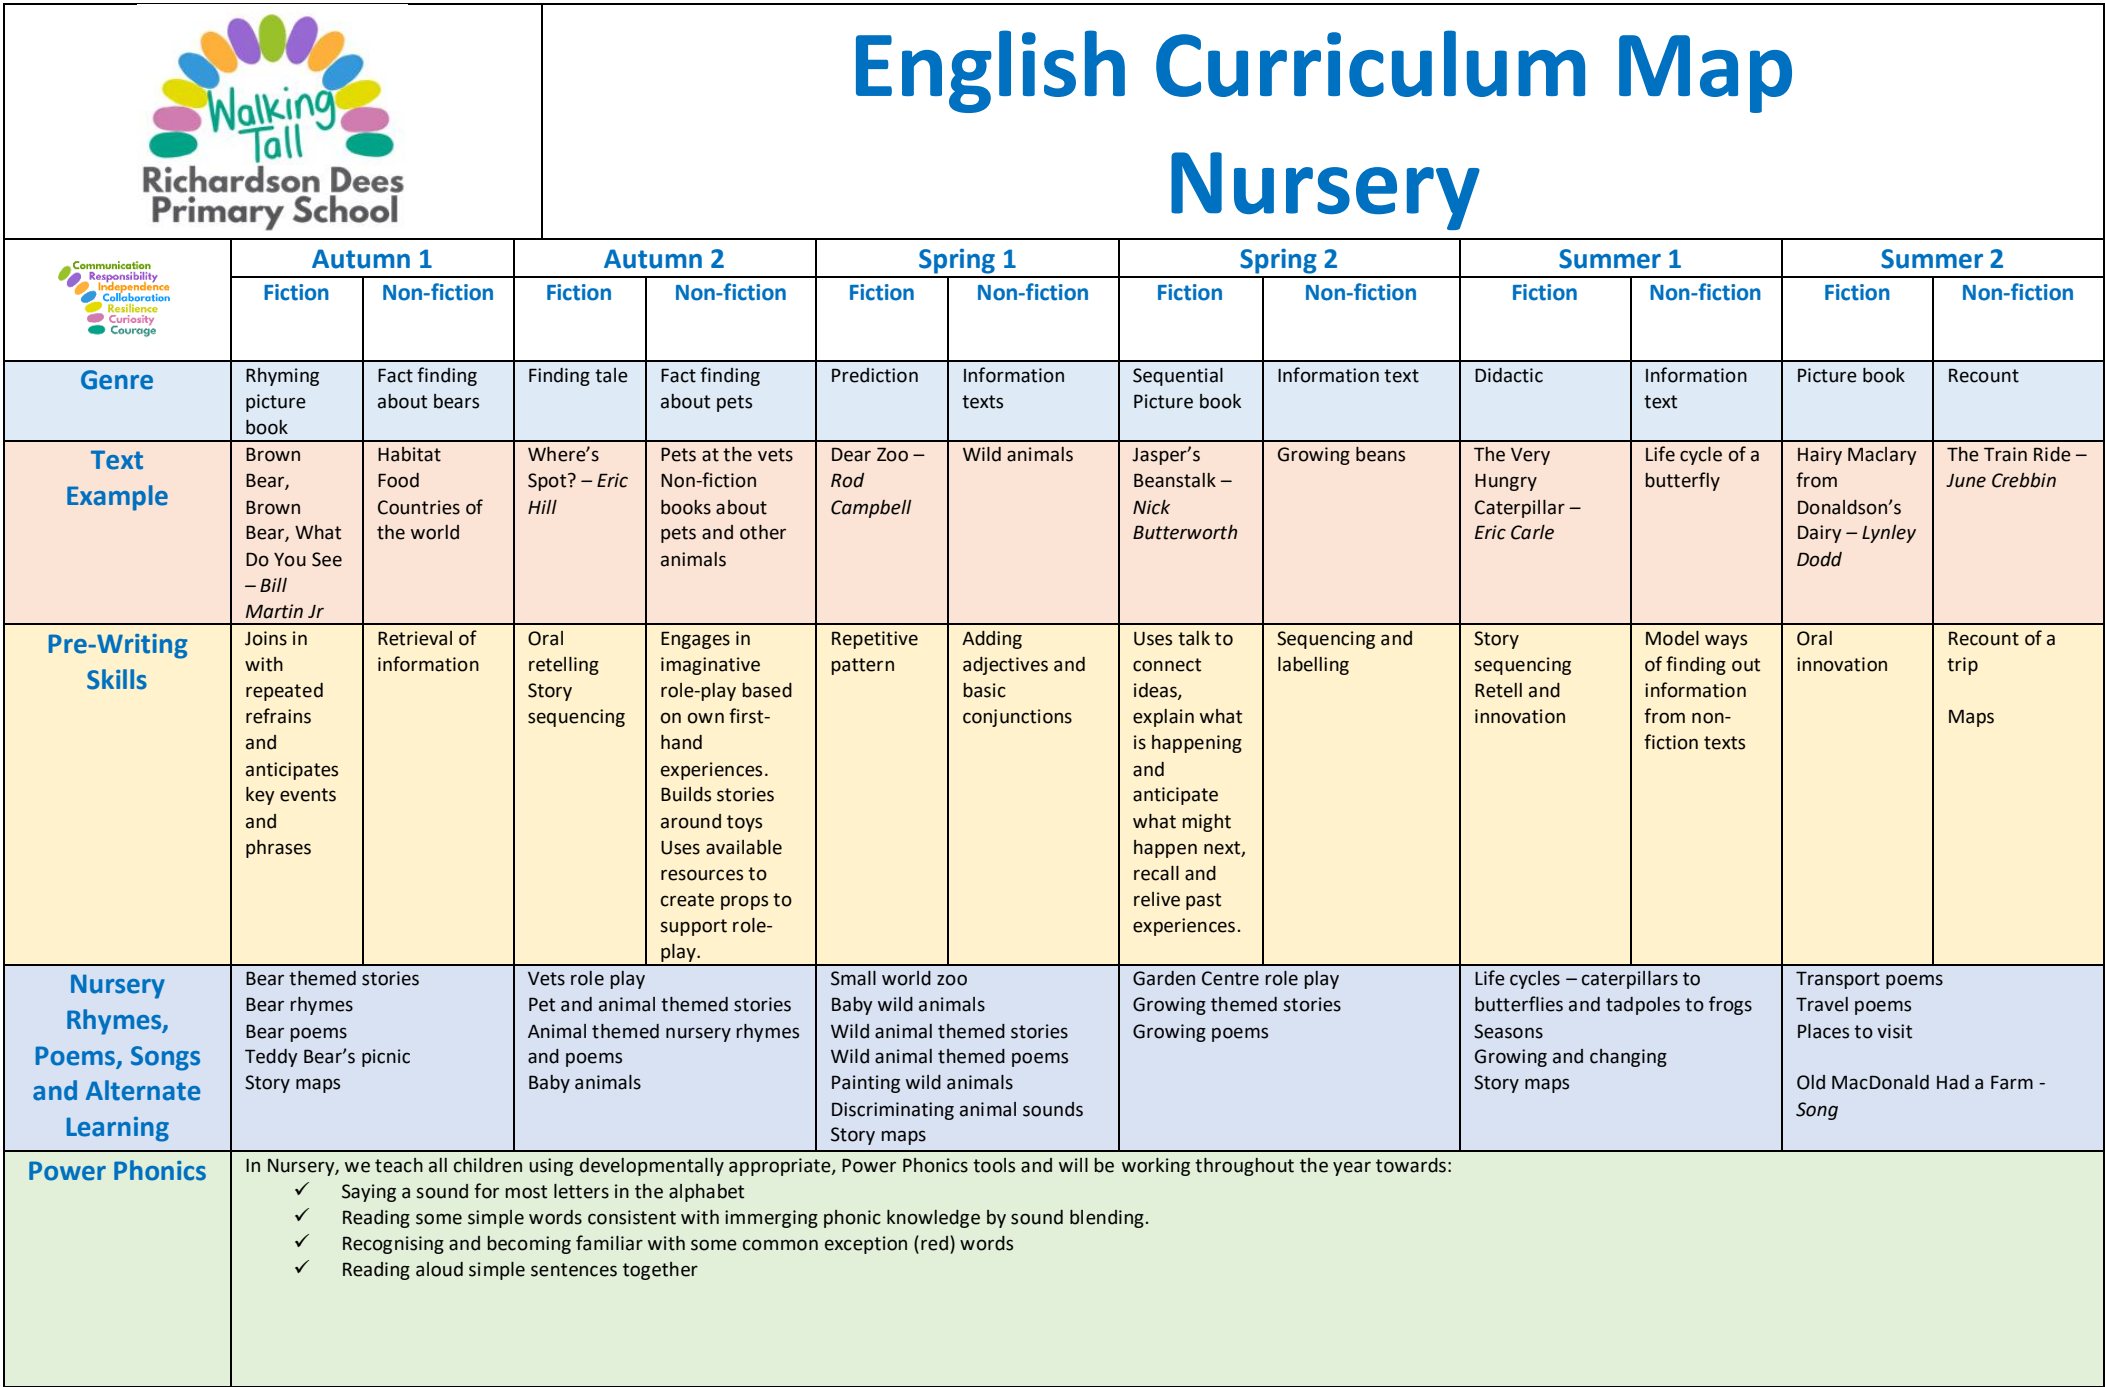 Walking
Tall
Richardson Dees
Primary School
English Curriculum Map
Nursery
Communication
Responsibility
Independence
Collaboration
Resilience
Curiosity
Courage
Autumn 1
Autumn 2
Spring 1
Spring 2
Summer 1
Summer 2
Fiction
Non-fiction
Fiction
Non-fiction
Fiction
Non-fiction
Fiction
Non-fiction
Fiction
Non-fiction
Fiction
Non-fiction
Genre
Rhyming
picture
book
Fact finding
about bears
Finding tale
Fact finding
about pets
Prediction
Information
texts
Sequential
Picture book
Information text
Didactic
Information
text
Picture book
Recount
Text
Example
Brown
Bear,
Brown
Bear, What
Do You See
– Bill
Martin Jr
Habitat
Food
Countries of
the world
Where’s
Spot? – Eric
Hill
Pets at the vets
Non-fiction
books about
pets and other
animals
Dear Zoo –
Rod
Campbell
Wild animals
Jasper’s
Beanstalk –
Nick
Butterworth
Growing beans
The Very
Hungry
Caterpillar –
Eric Carle
Life cycle of a
butterfly
Hairy Maclary
from
Donaldson’s
Dairy – Lynley
Dodd
The Train Ride –
June Crebbin
Pre-Writing
Skills
Joins in
with
repeated
refrains
and
anticipates
key events
and
phrases
Retrieval of
information
Oral
retelling
Story
sequencing
Engages in
imaginative
role-play based
on own first-
hand
experiences.
Builds stories
around toys
Uses available
resources to
create props to
support role-
play.
Repetitive
pattern
Adding
adjectives and
basic
conjunctions
Uses talk to
connect
ideas,
explain what
is happening
and
anticipate
what might
happen next,
recall and
relive past
experiences.
Sequencing and
labelling
Story
sequencing
Retell and
innovation
Model ways
of finding out
information
from non-
fiction texts
Oral
innovation
Recount of a
trip
Maps
Nursery
Rhymes,
Poems, Songs
and Alternate
Learning
Bear themed stories
Bear rhymes
Bear poems
Teddy Bear’s picnic
Story maps
Vets role play
Pet and animal themed stories
Animal themed nursery rhymes
and poems
Baby animals
Small world zoo
Baby wild animals
Wild animal themed stories
Wild animal themed poems
Painting wild animals
Discriminating animal sounds
Story maps
Garden Centre role play
Growing themed stories
Growing poems
Life cycles – caterpillars to
butterflies and tadpoles to frogs
Seasons
Growing and changing
Story maps
Transport poems
Travel poems
Places to visit
Old MacDonald Had a Farm -
Song
Power Phonics
In Nursery, we teach all children using developmentally appropriate, Power Phonics tools and will be working throughout the year towards:
✓ Saying a sound for most letters in the alphabet
✓ Reading some simple words consistent with immerging phonic knowledge by sound blending.
✓ Recognising and becoming familiar with some common exception (red) words
✓ Reading aloud simple sentences together